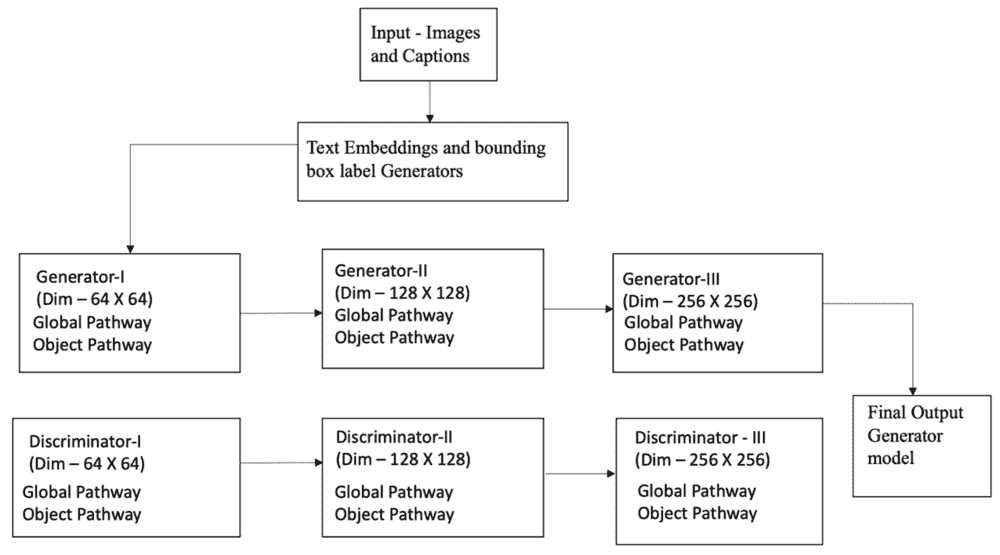 Input - Images
and Captions
Text Embeddings and bounding
box label Generators
Generator-I
(Dim – 64 X 64)
Global Pathway
Object Pathway
Generator-II
(Dim – 128 X 128)
Global Pathway
Object Pathway
Generator-III
(Dim – 256 X 256)
Global Pathway
Object Pathway
Final Output
Generator
model
Discriminator-I
(Dim – 64 X 64)
Global Pathway
Object Pathway
Discriminator-II
(Dim – 128 X 128)
Global Pathway
Object Pathway
Discriminator - III
(Dim – 256 X 256)
Global Pathway
Object Pathway